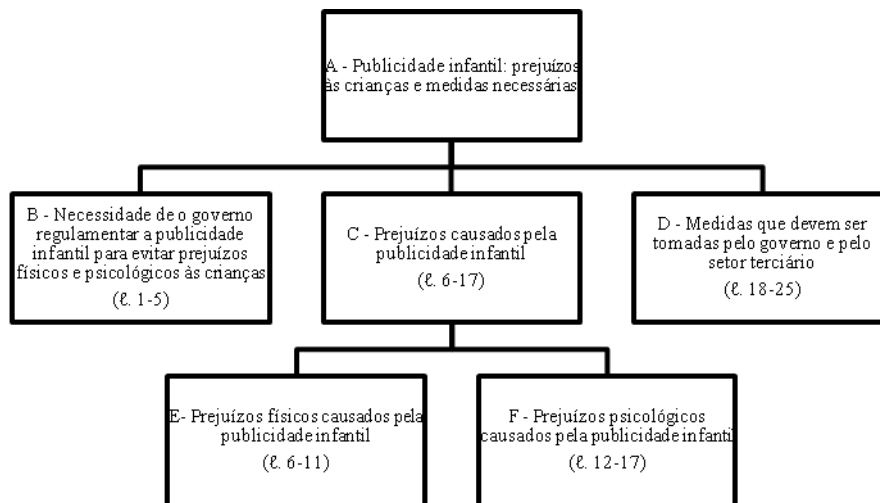 A - Publicidade infantil: prejuízos
às crianças e medidas necessárias
B - Necessidade de o governo
regulamentar a publicidade
infantil para evitar prejuízos
físicos e psicológicos às crianças
(ℓ. 1-5)
C - Prejuízos causados pela
publicidade infantil
(ℓ. 6-17)
D - Medidas que devem ser
tomadas pelo governo e pelo
setor terciário
(ℓ. 18-25)
E- Prejuízos físicos causados pela
publicidade infantil
(ℓ. 6-11)
F - Prejuízos psicológicos
causados pela publicidade infantil
(ℓ. 12-17)